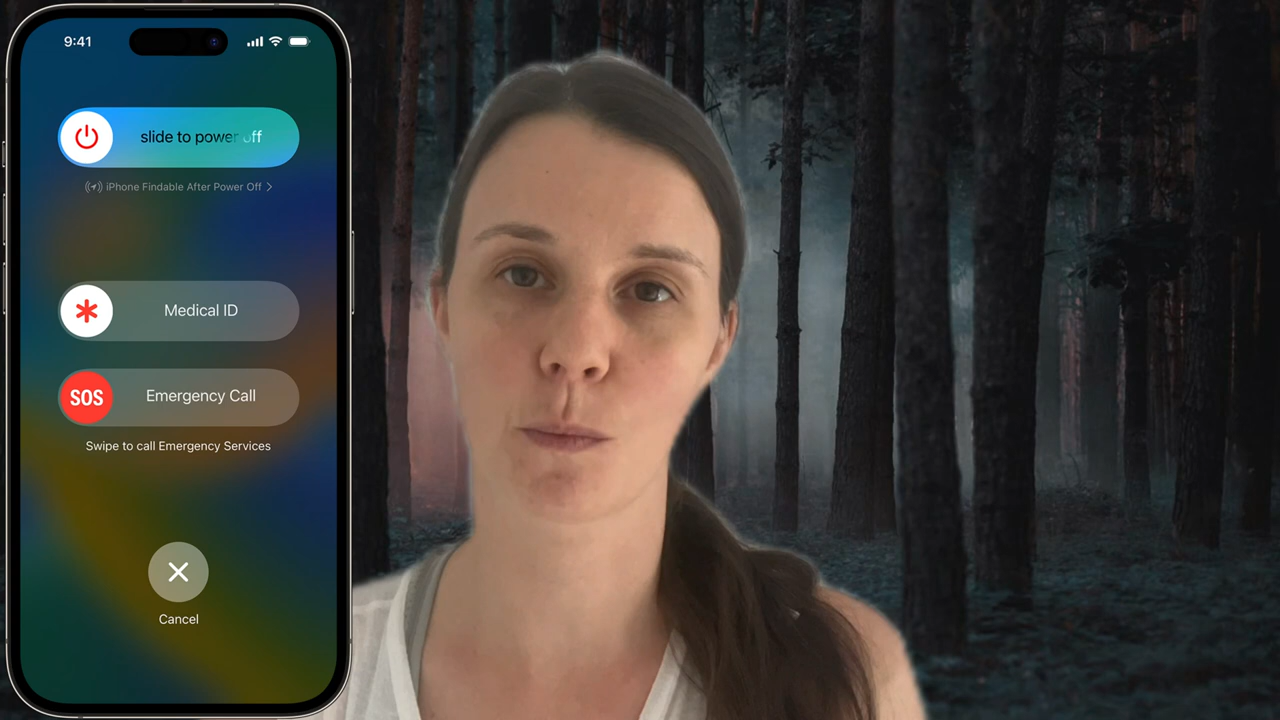 9:41
slide to power off
iPhone Findable After Power Off
Medical ID
SOS
Emergency Call
Swipe to call Emergency Services
Cancel